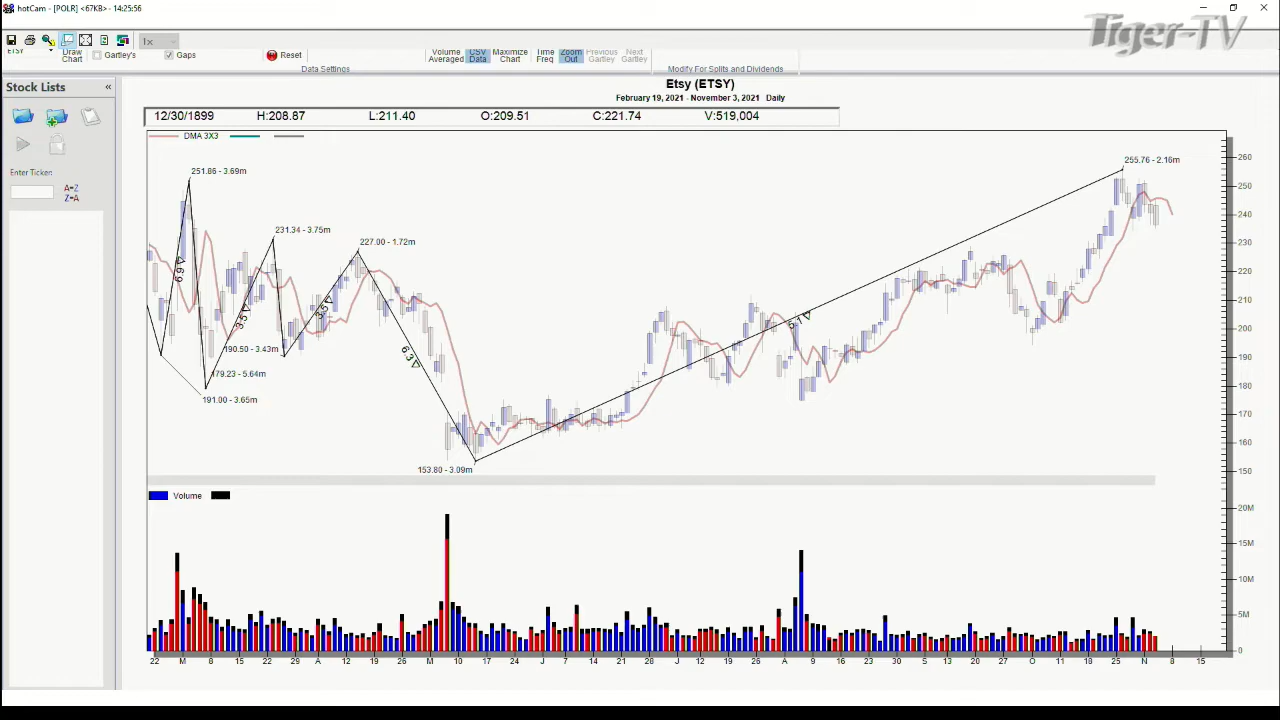 hotCam - [POLR] <67KB> - 14:25:56
Tiger-TV
1x
ETSY
Draw Chart
Gartley's
Gaps
Reset
Data Settings
Volume Averaged
CSV Data
Maximize Chart
Time Freq
Zoom Out
Previous Gartley
Next Gartley
Modify For Splits and Dividends
Stock Lists «
Enter Ticker:
A=Z
Z=A
Etsy (ETSY)
February 19, 2021 - November 3, 2021 Daily
12/30/1899 H:208.87 L:211.40 O:209.51 C:221.74 V:519,004
DMA 3X3
255.76 - 2.16m
251.86 - 3.69m
231.34 - 3.75m
227.00 - 1.72m
190.50 - 3.43m
179.23 - 5.64m
191.00 - 3.65m
153.80 - 3.09m
260
250
240
230
220
210
200
190
180
170
160
150
Volume
20M
15M
10M
5M
0
22 M 8 15 22 26 A 12 19 26 M 10 17 24 7 14 21 28 J 12 19 26 9 16 23 30 S 13 20 27 O 11 18 25 N 8 15